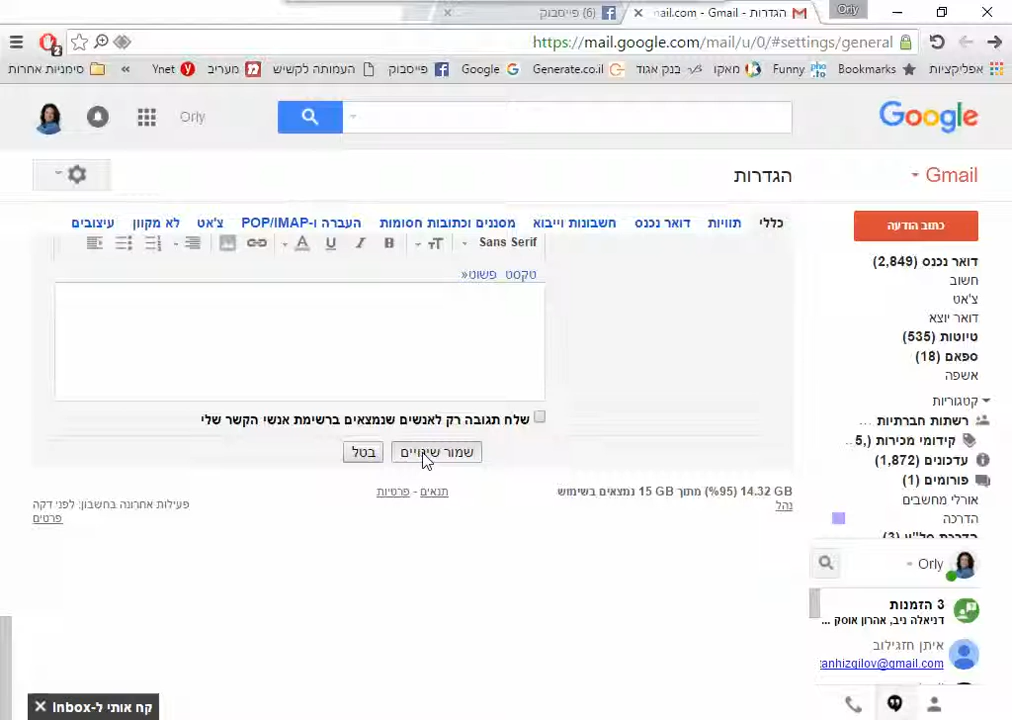 Orly
הגדרות - mail.com - Gmail
(6) פייסבוק
https://mail.google.com/mail/u/0/#settings/general
אפליקציות
Bookmarks
Funny
מאקו
בנק אגוד
Generate.co.il
Google
פייסבוק
העמותה לקשיש
מעריב
Ynet
»
סימניות אחרות
2
Google
Orly
Gmail
הגדרות
כתוב הודעה
כללי
תוויות
דואר נכנס
חשבונות וייבוא
מסננים וכתובות חסומות
העברה ו-POP/IMAP
צ'אט
לא מקוון
עיצובים
Sans Serif
טקסט פשוט»
שלח תגובה רק לאנשים שנמצאים ברשימת אנשי הקשר שלי
שמור שינויים
בטל
14.32 GB (95%) מתוך 15 GB נמצאים בשימוש
נהל
תנאים - פרטיות
פעילות אחרונה בחשבון: לפני דקה
פרטים
דואר נכנס (2,849)
חשוב
צ'אט
דואר יוצא
טיוטות (535)
ספאם (18)
אשפה
קטגוריות
רשתות חברתיות ...
קידומי מכירות (5, ...
עדכונים (1,872)
פורומים (1)
אורלי מחשבים
הדרכה
הדרכת סל"ע (3)
Orly
3 הזמנות
דניאלה ניב, אהרון אוסק ...
איתן חזגילוב
tanhizgilov@gmail.com
קח אותי ל-Inbox